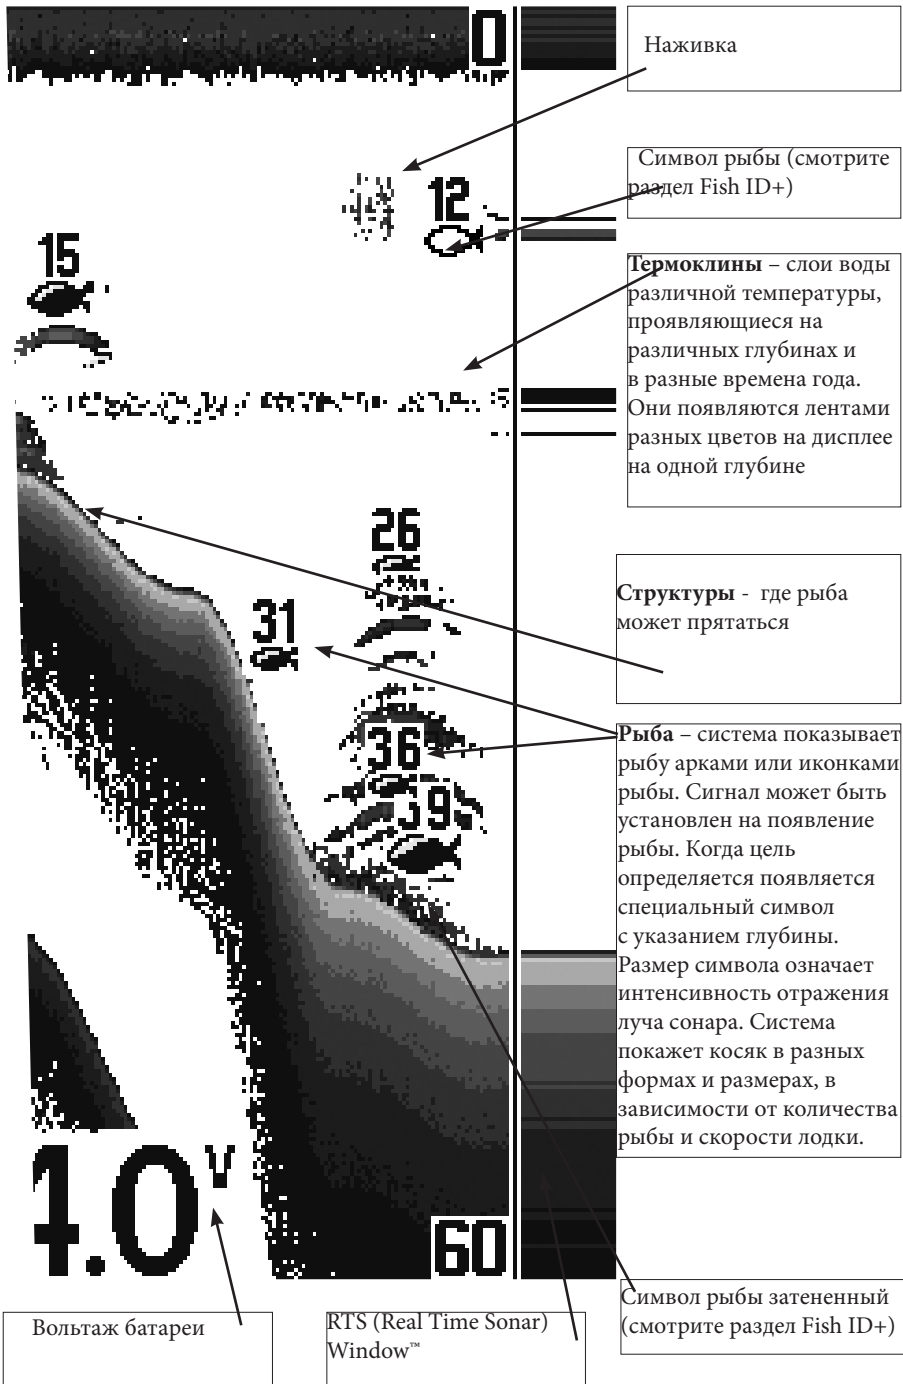 0
Наживка
Символ рыбы (смотрите
раздел Fish ID+)
12
15
Термоклины – слои воды
различной температуры,
проявляющиеся на
различных глубинах и
в разные времена года.
Они появляются лентами
разных цветов на дисплее
на одной глубине
26
31
Структуры - где рыба
может прятаться
36
39
Рыба – система показывает
рыбу арками или иконками
рыбы. Сигнал может быть
установлен на появление
рыбы. Когда цель
определяется появляется
специальный символ
с указанием глубины.
Размер символа означает
интенсивность отражения
луча сонара. Система
покажет косяк в разных
формах и размерах, в
зависимости от количества
рыбы и скорости лодки.
V
60
Символ рыбы затененный
(смотрите раздел Fish ID+)
Вольтаж батареи
RTS (Real Time Sonar)
Window™